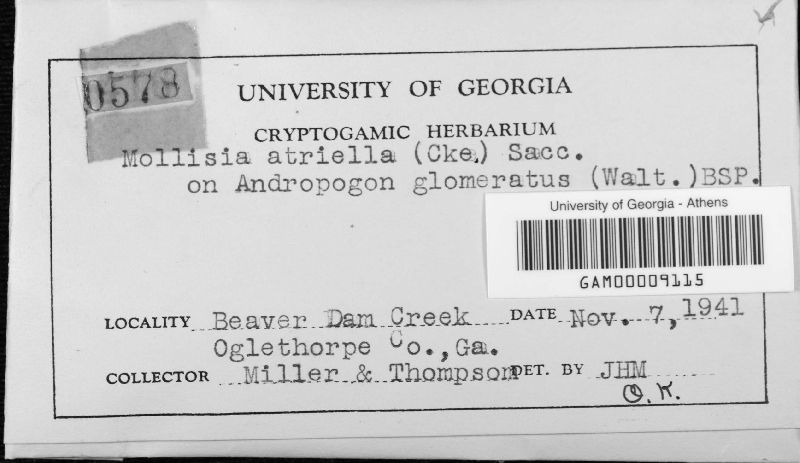 0578
UNIVERSITY OF GEORGIA
CRYPTOGAMIC HERBARIUM
Mollisia atriella (Cke.) Sacc.
on Andropogon glomeratus (Walt.)BSP.
University of Georgia - Athens
GAM00009115
LOCALITY Beaver Dam Creek DATE Nov. 7, 1941
Oglethorpe Co., Ga.
COLLECTOR Miller & Thompson DET. BY JHM
O.K.